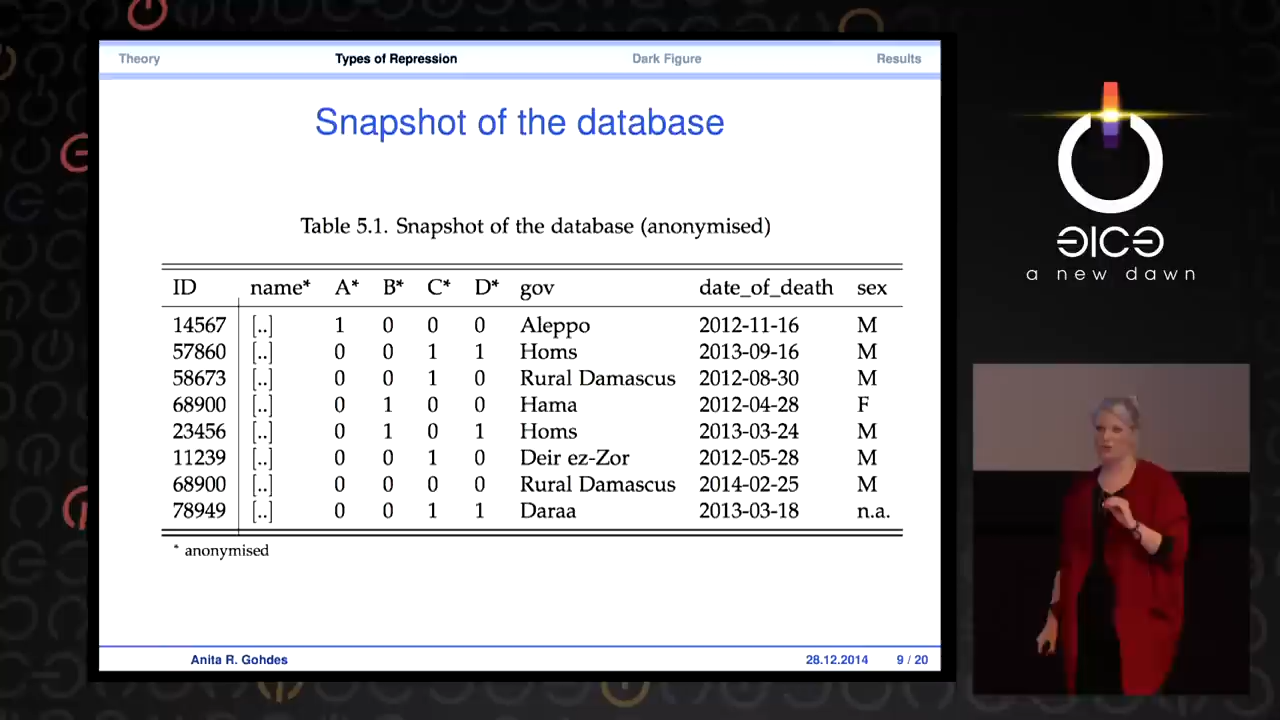 Theory Types of Repression Dark Figure Results
Snapshot of the database
Table 5.1. Snapshot of the database (anonymised)
ID name* A* B* C* D* gov date_of_death sex
14567 [..] 1 0 0 0 Aleppo 2012-11-16 M
57860 [..] 0 0 1 1 Homs 2013-09-16 M
58673 [..] 0 0 1 0 Rural Damascus 2012-08-30 M
68900 [..] 0 1 0 0 Hama 2012-04-28 F
23456 [..] 0 1 0 1 Homs 2013-03-24 M
11239 [..] 0 0 1 0 Deir ez-Zor 2012-05-28 M
68900 [..] 0 0 0 0 Rural Damascus 2014-02-25 M
78949 [..] 0 0 1 1 Daraa 2013-03-18 n.a.
* anonymised
Anita R. Gohdes 28.12.2014 9 / 20
a new dawn